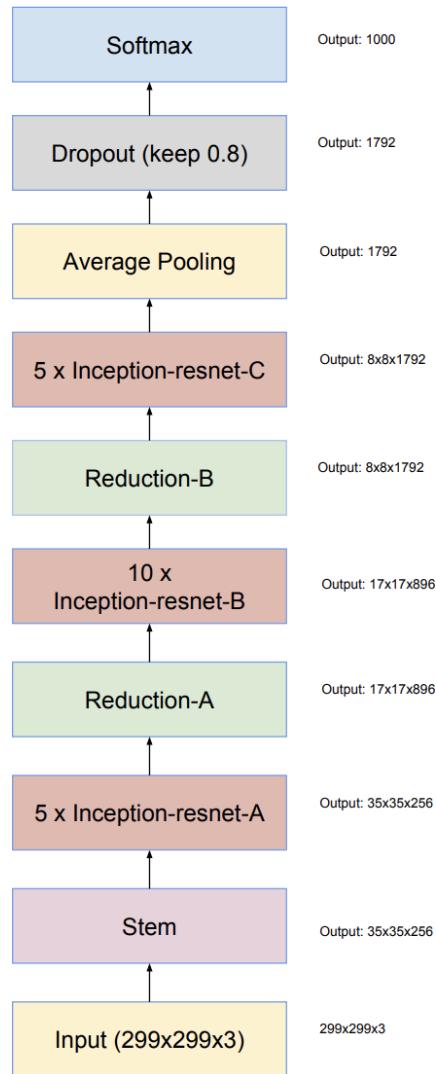 Softmax
Output: 1000
Dropout (keep 0.8)
Output: 1792
Average Pooling
Output: 1792
5 x Inception-resnet-C
Output: 8x8x1792
Reduction-B
Output: 8x8x1792
10 x
Inception-resnet-B
Output: 17x17x896
Reduction-A
Output: 17x17x896
5 x Inception-resnet-A
Output: 35x35x256
Stem
Output: 35x35x256
Input (299x299x3)
299x299x3